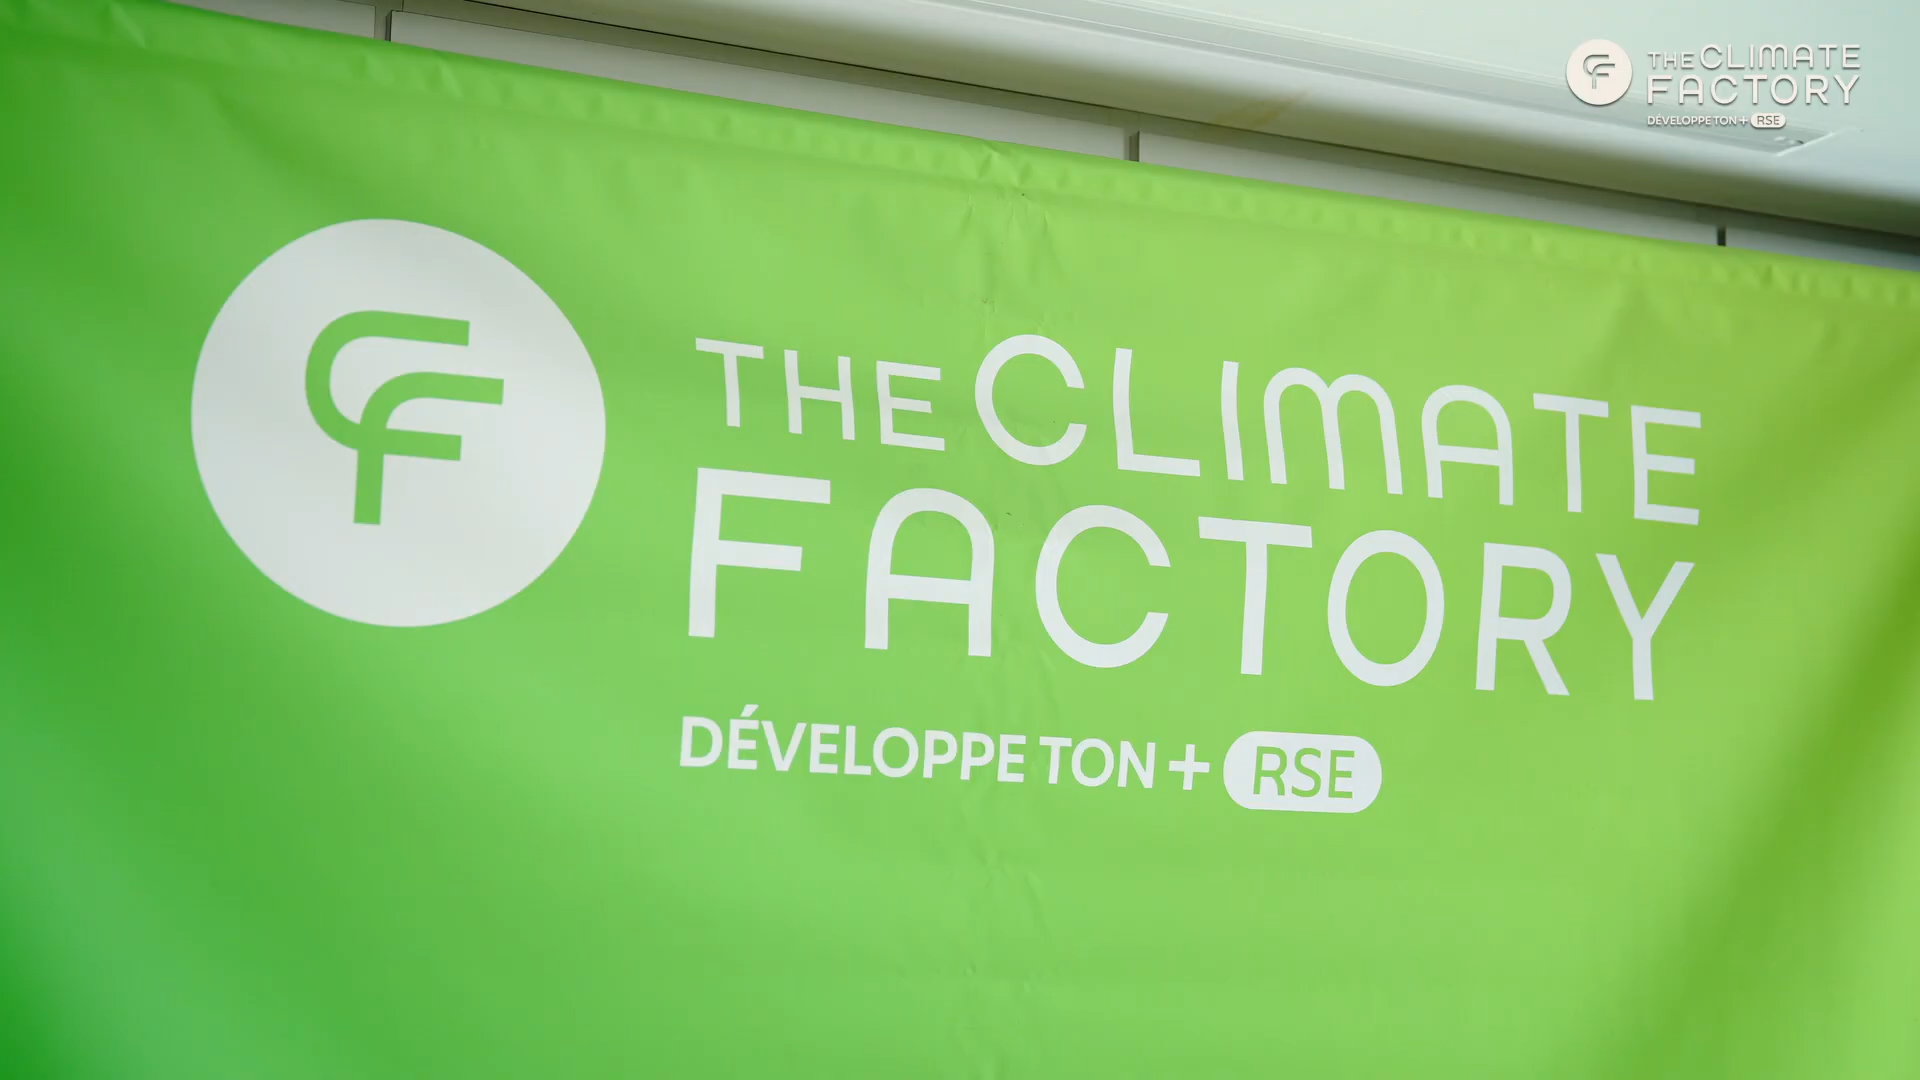 THE CLIMATE
FACTORY
DÉVELOPPE TON + RSE
THE CLIMATE
FACTORY
DÉVELOPPE TON + RSE